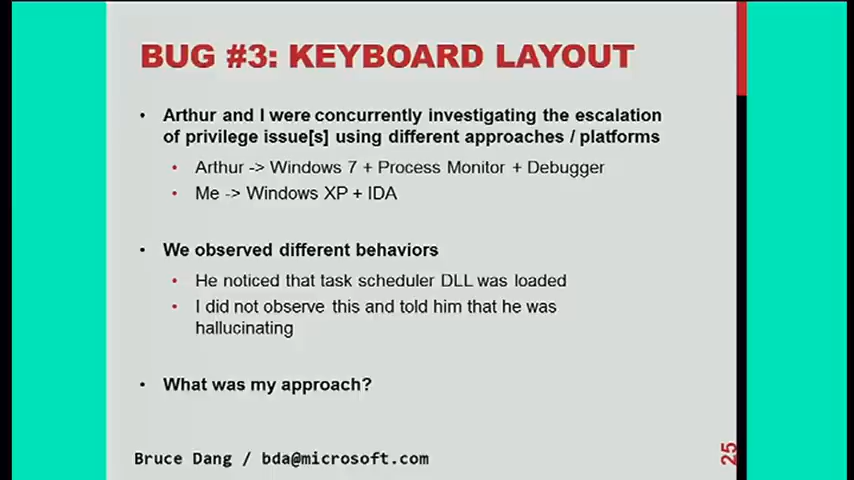 BUG #3: KEYBOARD LAYOUT
• Arthur and I were concurrently investigating the escalation
of privilege issue[s] using different approaches / platforms
• Arthur -> Windows 7 + Process Monitor + Debugger
• Me -> Windows XP + IDA
• We observed different behaviors
• He noticed that task scheduler DLL was loaded
• I did not observe this and told him that he was
hallucinating
• What was my approach?
Bruce Dang / bda@microsoft.com
25